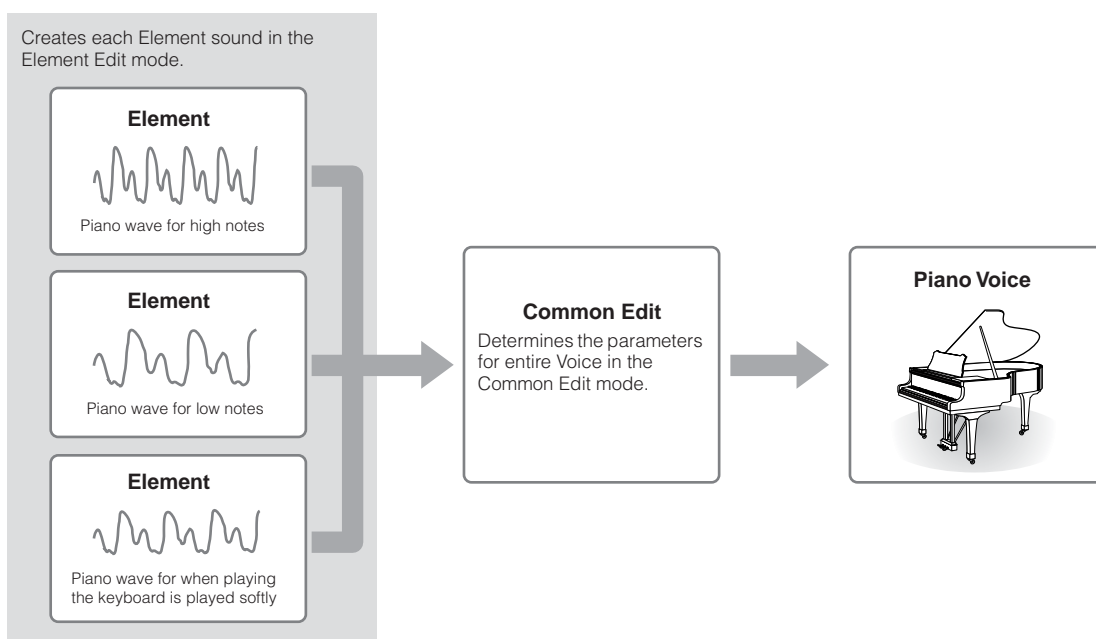 Creates each Element sound in the
Element Edit mode.
Element
Piano wave for high notes
Element
Piano wave for low notes
Element
Piano wave for when playing
the keyboard is played softly
Common Edit
Determines the parameters
for entire Voice in the
Common Edit mode.
Piano Voice